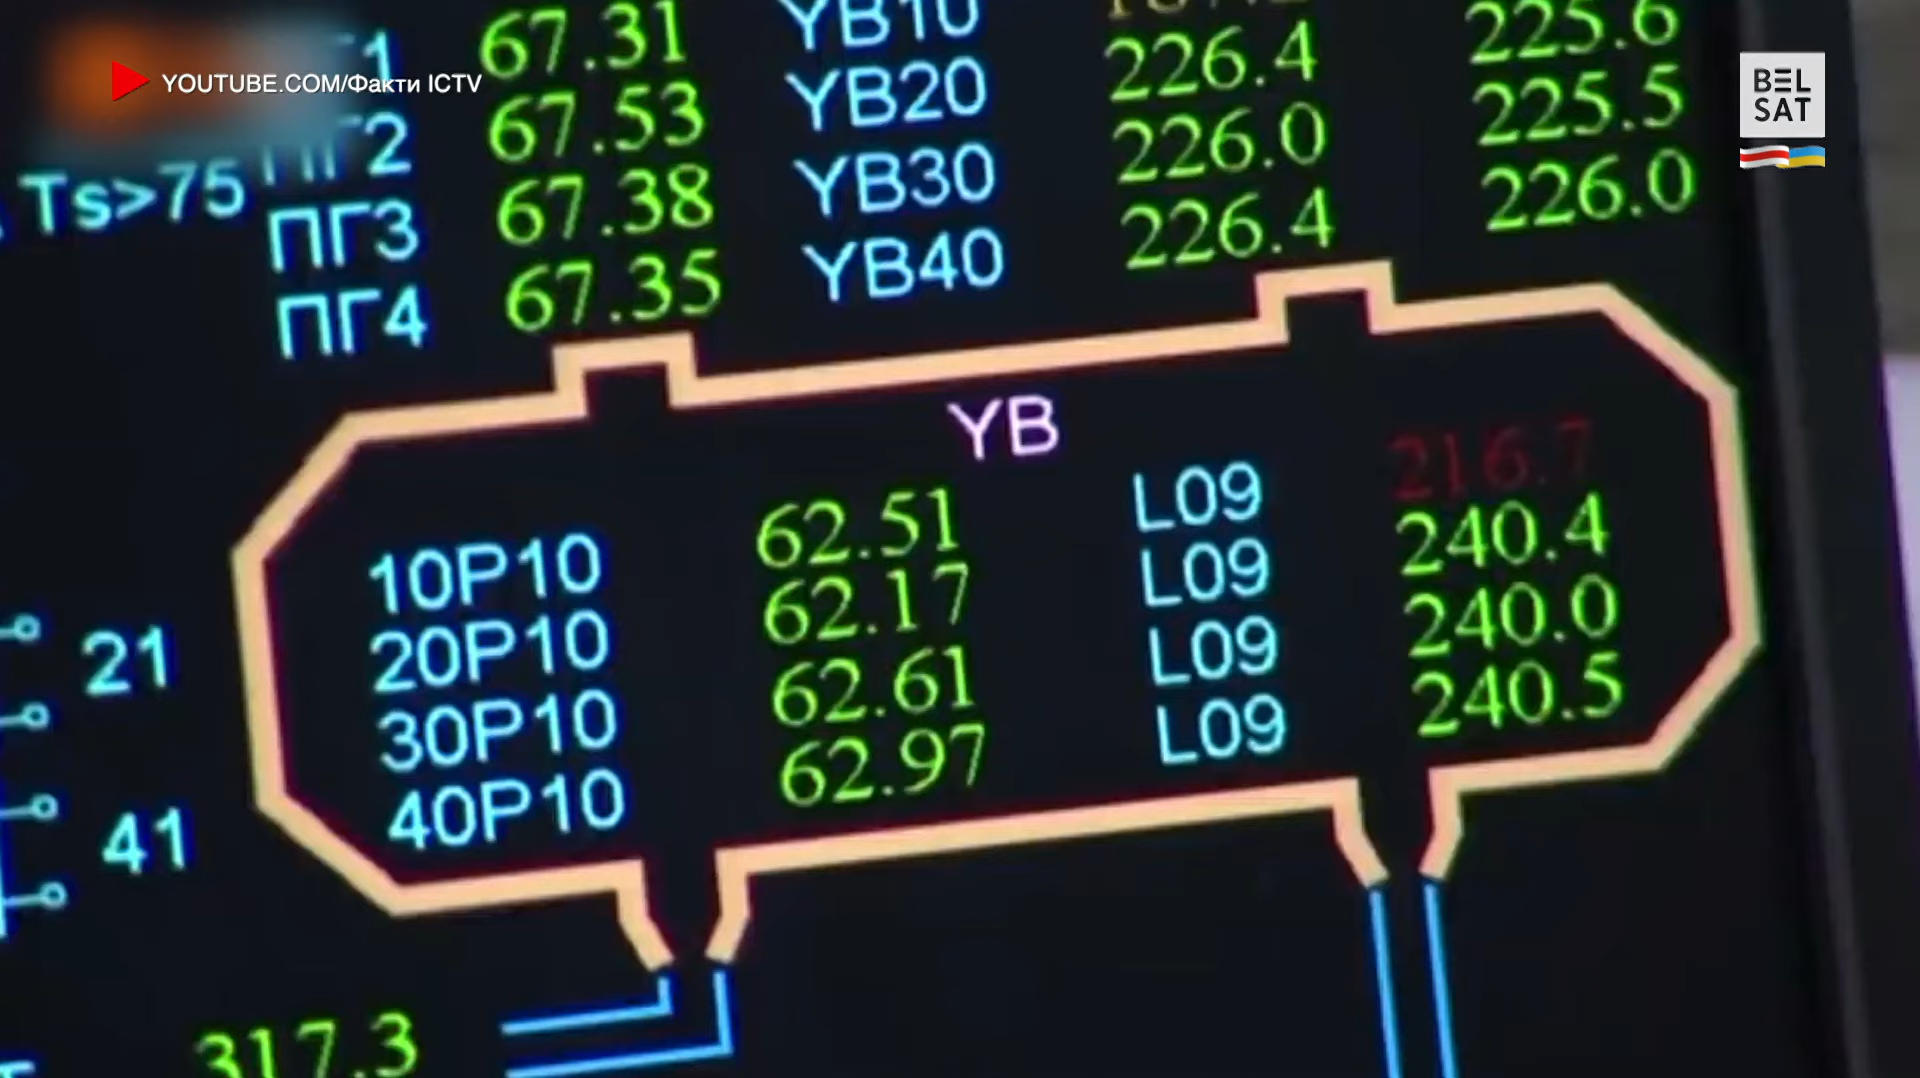 YOUTUBE.COM/Факти ICTV
BEL
SAT
67.31 YB10 225.6
ПГ2 67.53 YB20 226.4 225.5
Ts>75 ПГ3 67.38 YB30 226.0 226.0
ПГ4 67.35 YB40 226.4
YB
10P10 62.51 L09 216.7
20P10 62.17 L09 240.4
30P10 62.61 L09 240.0
40P10 62.97 L09 240.5
21
41
317.3